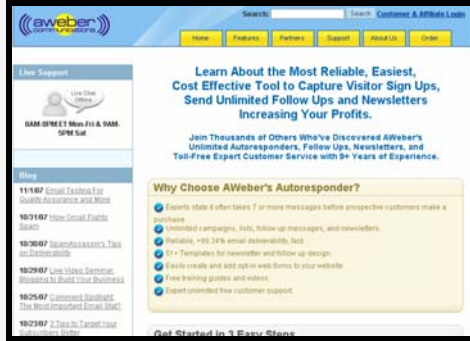 Search: Search Customer & Affiliate Login
((aweber))
communications
Home Features Partners Support About Us Order
Live Support
Live Chat
Offline
8AM-8PM ET Mon-Fri & 9AM-
5PM Sat
Blog
11/1/07 Email Testing For
Quality Assurance and More
10/31/07 How Gmail Fights
Spam
10/30/07 SpamAssassin's Tips
on Deliverability
10/29/07 Live Video Seminar:
Blogging to Build Your Business
10/25/07 Comment Spotlight:
The Most Important Email Stat?
10/23/07 3 Tips to Target Your
Subscribers Better
Learn About the Most Reliable, Easiest,
Cost Effective Tool to Capture Visitor Sign Ups,
Send Unlimited Follow Ups and Newsletters
Increasing Your Profits.
Join Thousands of Others Who've Discovered AWeber's
Unlimited Autoresponders, Follow Ups, Newsletters, and
Toll-Free Expert Customer Service with 9+ Years of Experience.
Why Choose AWeber's Autoresponder?
Experts state it often takes 7 or more messages before prospective customers make a
purchase.
Unlimited campaigns, lists, follow up messages, and newsletters.
Reliable, +99.34% email deliverability, fast.
51+ Templates for newsletter and follow up design.
Easily create and add opt-in web forms to your website
Free training guides and videos.
Expert unlimited free customer support.
Get Started in 3 Easy Steps